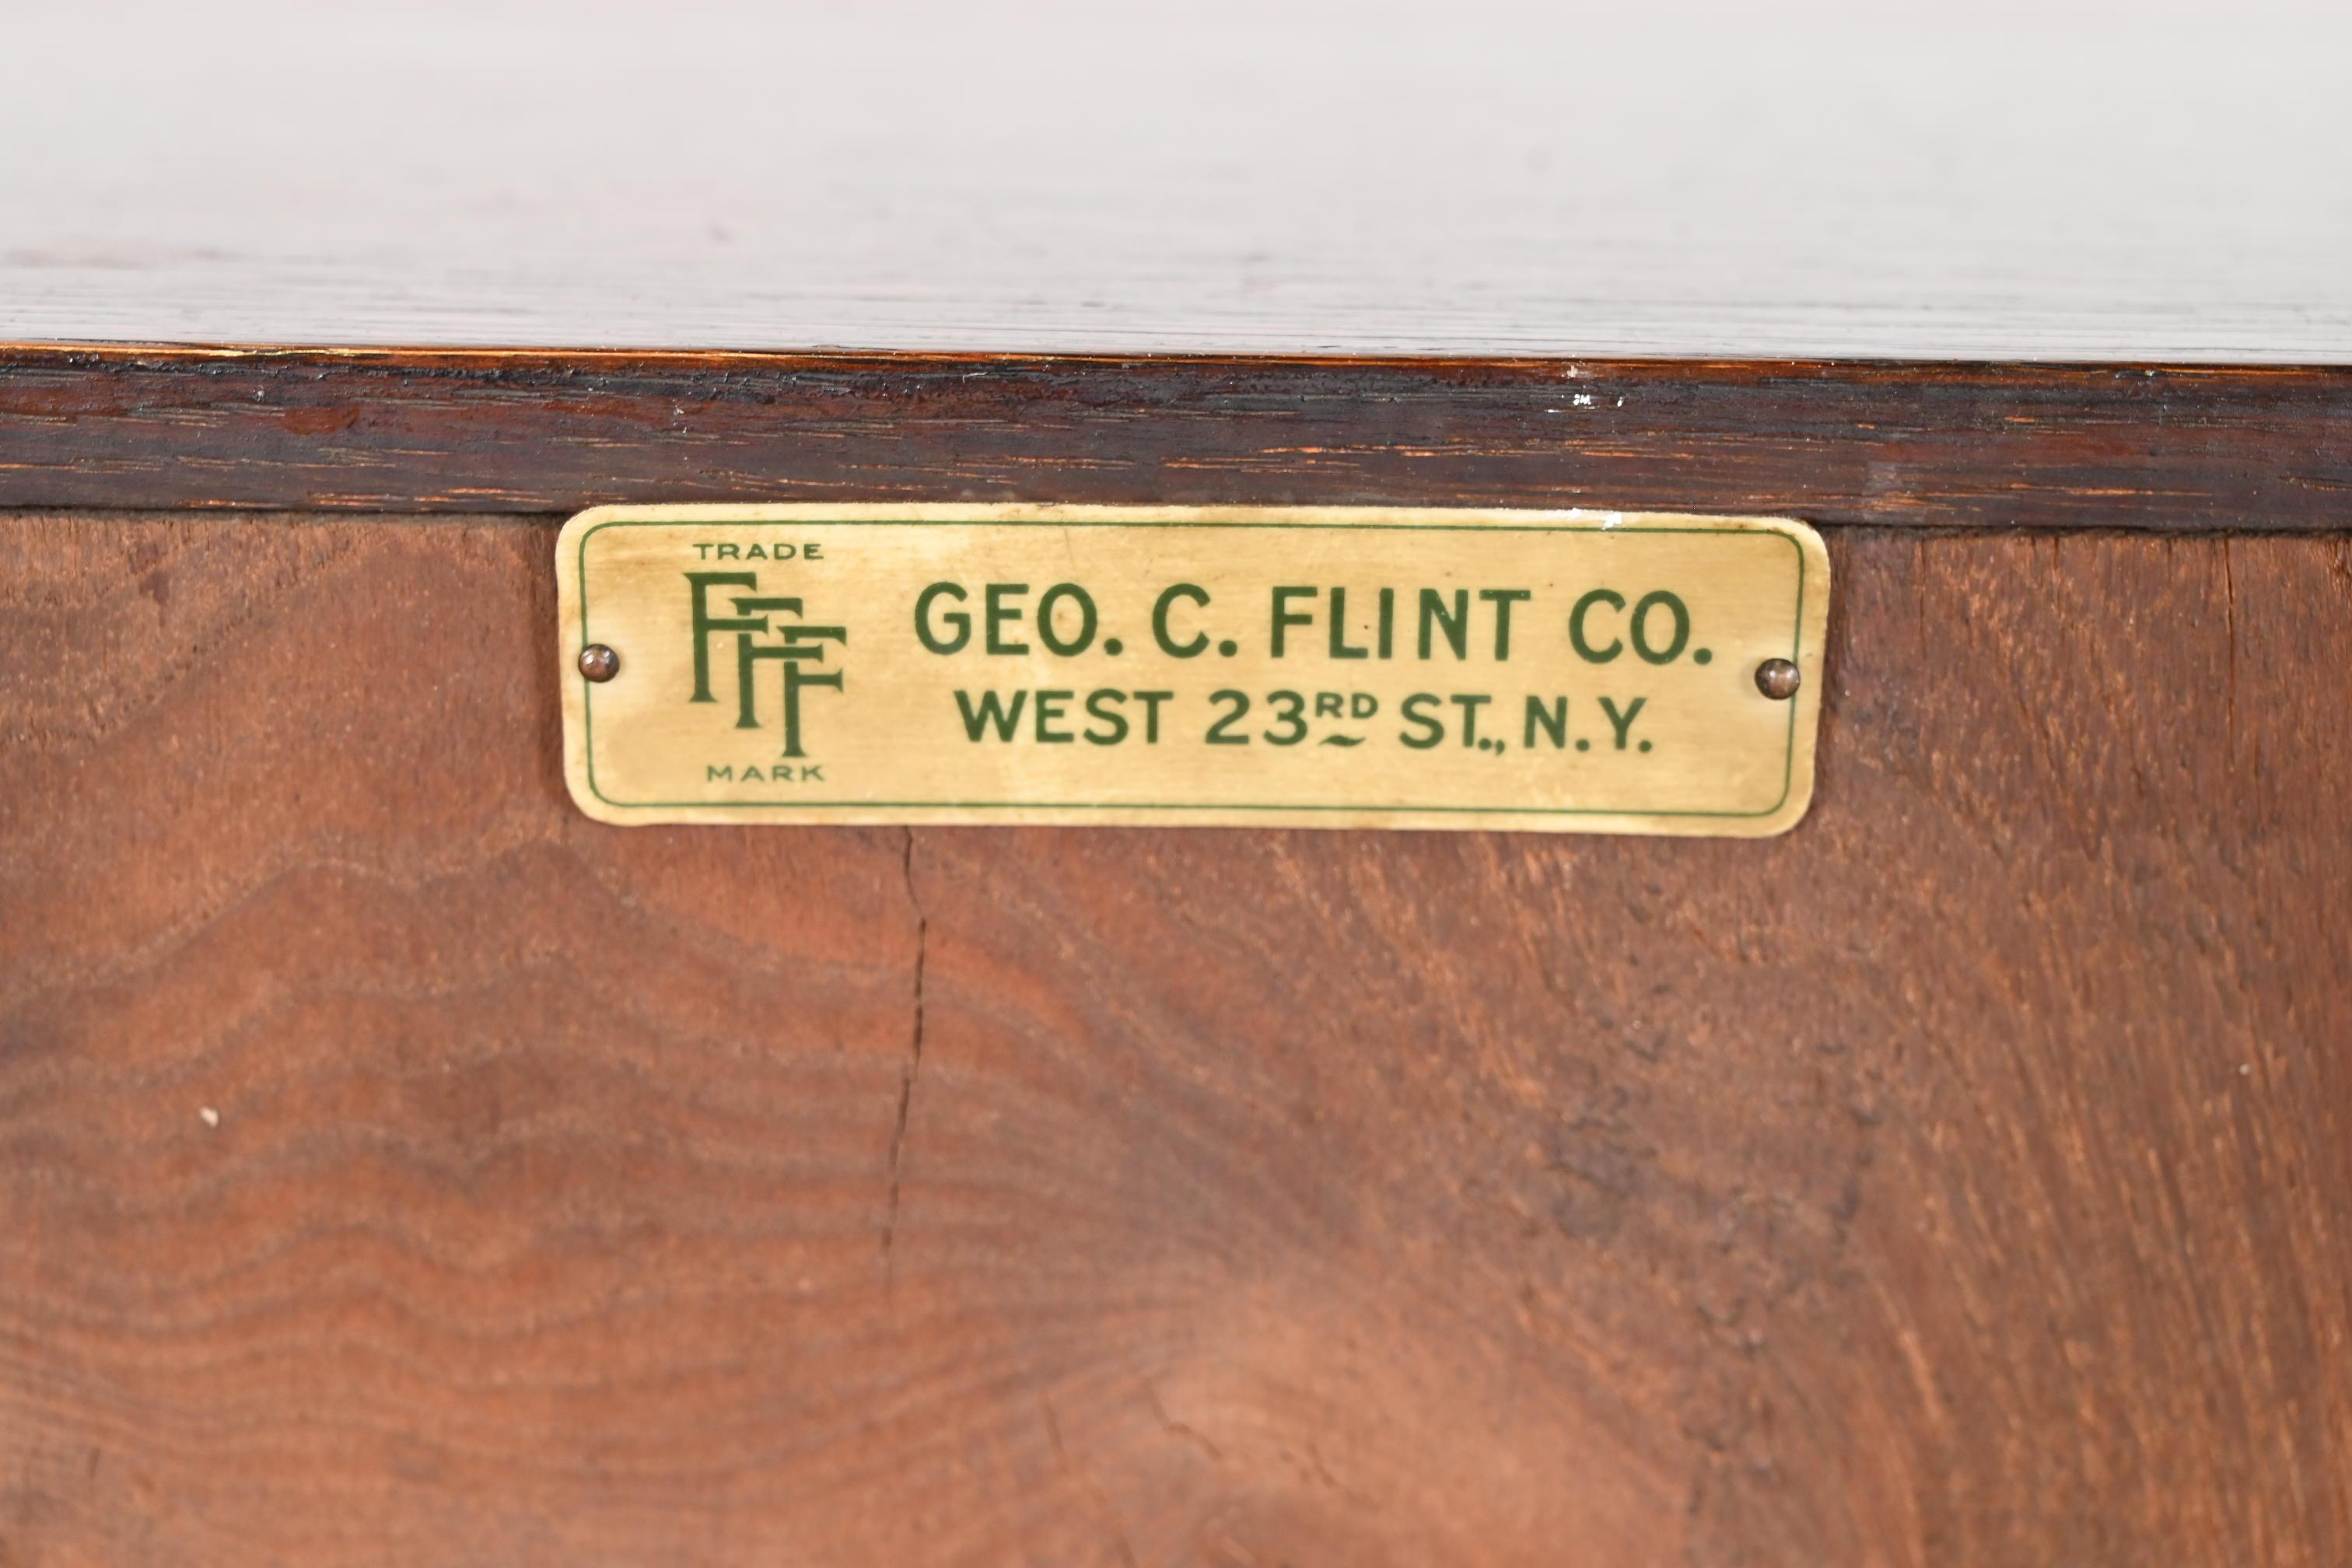 TRADE
FFF
MARK
GEO. C. FLINT CO.
WEST 23RD ST., N.Y.